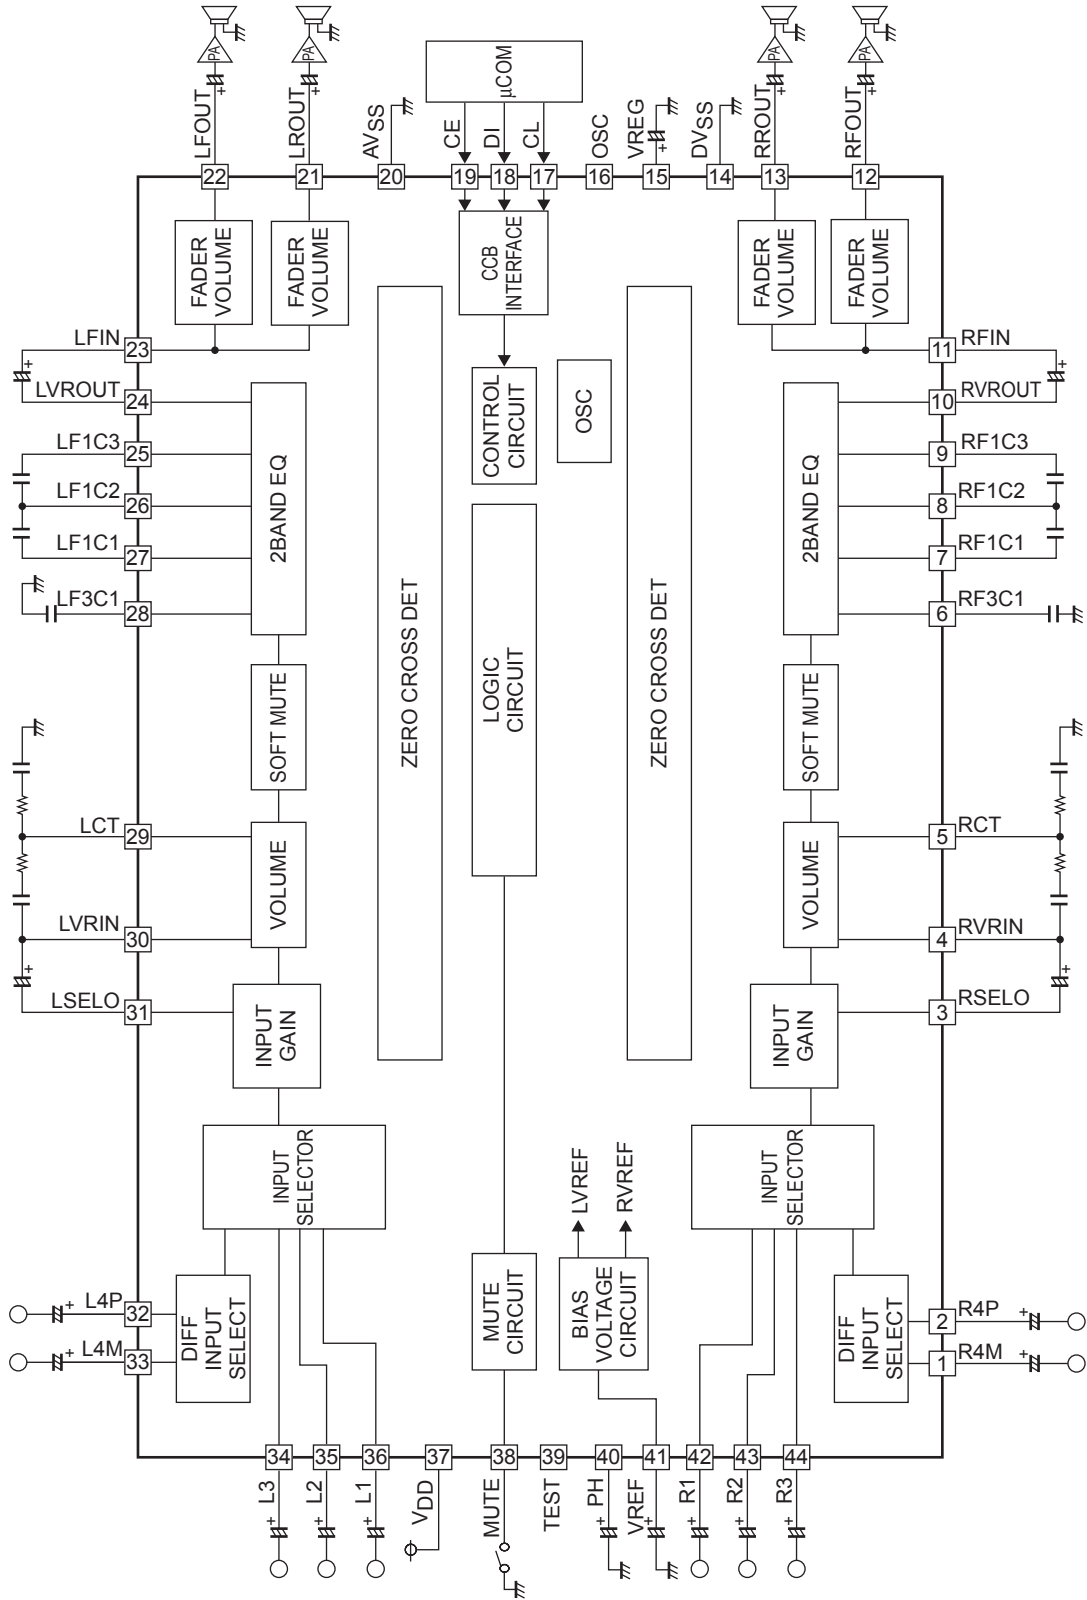 PA
PA
PA
PA
LFOUT
LROUT
AVSS
CE
DI
CL
µCOM
OSC
VREG
DVSS
RROUT
RFOUT
22
21
20
19
18
17
16
15
14
13
12
FADER
VOLUME
FADER
VOLUME
CCB
INTERFACE
FADER
VOLUME
FADER
VOLUME
LFIN
23
LVROUT
24
LF1C3
25
LF1C2
26
LF1C1
27
LF3C1
28
LCT
29
LVRIN
30
LSELO
31
L4P
32
L4M
33
2BAND EQ
SOFT MUTE
VOLUME
INPUT
GAIN
INPUT
SELECTOR
DIFF
INPUT
SELECT
ZERO CROSS DET
CONTROL
CIRCUIT
OSC
LOGIC
CIRCUIT
MUTE
CIRCUIT
LVREF
RVREF
BIAS
VOLTAGE
CIRCUIT
ZERO CROSS DET
2BAND EQ
SOFT MUTE
VOLUME
INPUT
GAIN
INPUT
SELECTOR
DIFF
INPUT
SELECT
11
RFIN
10
RVROUT
9
RF1C3
8
RF1C2
7
RF1C1
6
RF3C1
5
RCT
4
RVRIN
3
RSELO
2
R4P
1
R4M
34
35
36
37
38
39
40
41
42
43
44
L3
L2
L1
VDD
MUTE
TEST
PH
VREF
R1
R2
R3